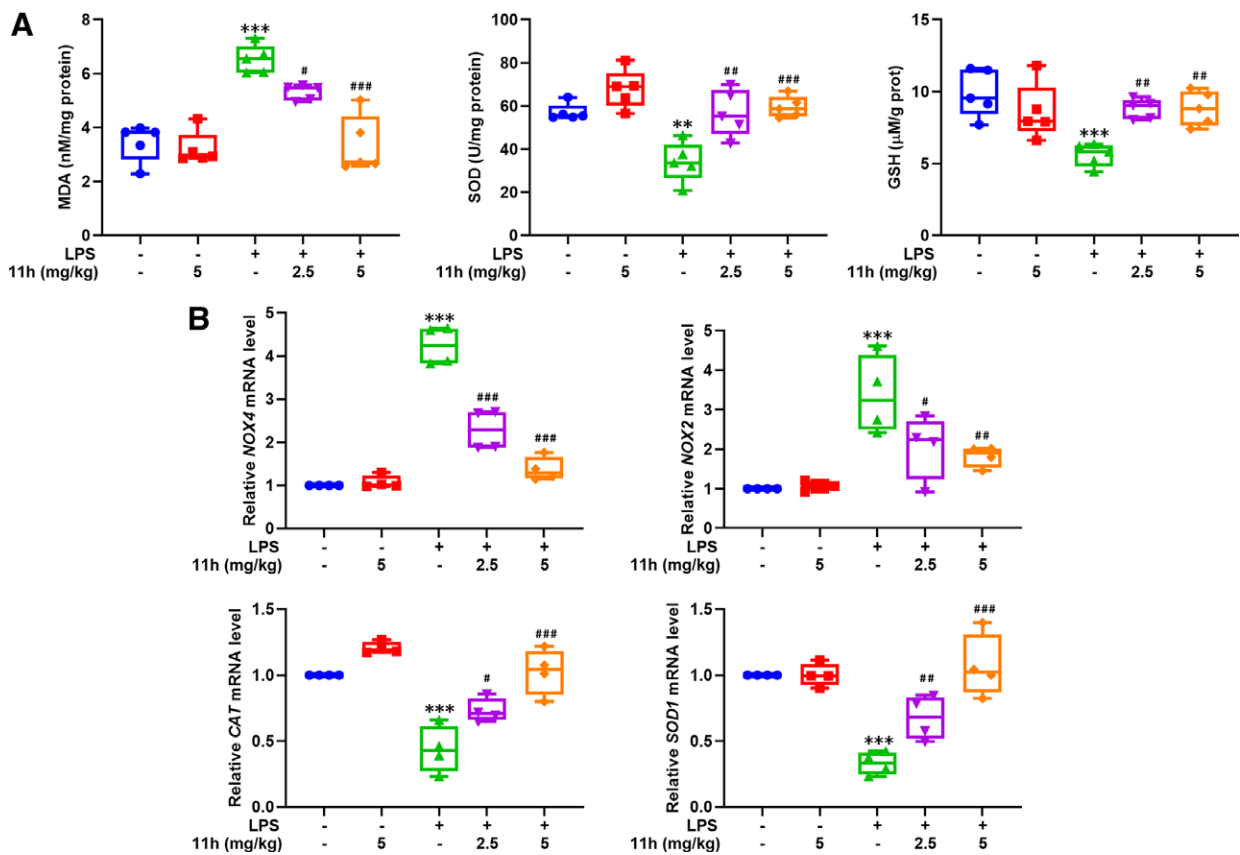 A
MDA (nM/mg protein)
8
6
4
2
0
***
#
###
LPS - - + + +
11h (mg/kg) - 5 - 2.5 5
SOD (U/mg protein)
100
80
60
40
20
0
**
##
###
LPS - - + + +
11h (mg/kg) - 5 - 2.5 5
GSH (μM/g prot)
15
10
5
0
***
##
##
LPS - - + + +
11h (mg/kg) - 5 - 2.5 5
B
Relative NOX4 mRNA level
5
4
3
2
1
0
***
###
###
LPS - - + + +
11h (mg/kg) - 5 - 2.5 5
Relative NOX2 mRNA level
5
4
3
2
1
0
***
#
##
LPS - - + + +
11h (mg/kg) - 5 - 2.5 5
Relative CAT mRNA level
1.5
1.0
0.5
0.0
***
#
###
LPS - - + + +
11h (mg/kg) - 5 - 2.5 5
Relative SOD1 mRNA level
1.5
1.0
0.5
0.0
***
##
###
LPS - - + + +
11h (mg/kg) - 5 - 2.5 5